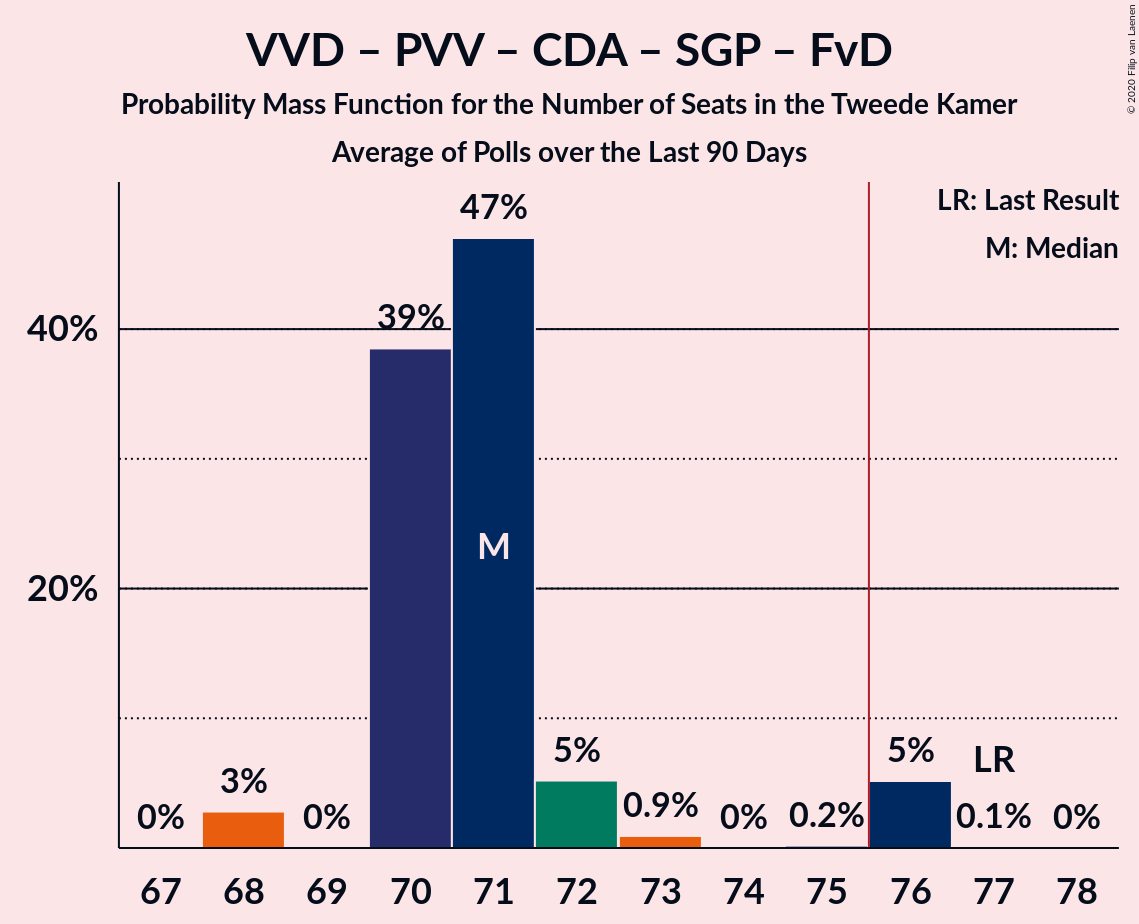 VVD – PVV – CDA – SGP – FvD
Probability Mass Function for the Number of Seats in the Tweede Kamer
Average of Polls over the Last 90 Days
© 2020 Filip van Laenen
LR: Last Result
M: Median
40%
20%
0%
3%
0%
39%
47%
M
5%
0.9%
0%
0.2%
5%
LR
0.1%
0%
67 68 69 70 71 72 73 74 75 76 77 78